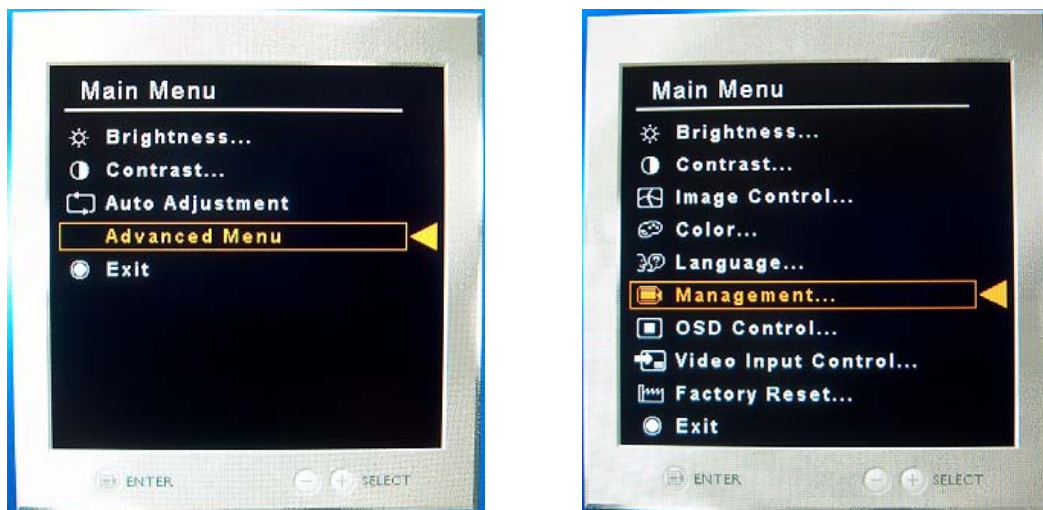 Main Menu
Brightness...
Contrast...
Auto Adjustment
Advanced Menu
Exit
ENTER
SELECT
Main Menu
Brightness...
Contrast...
Image Control...
Color...
Language...
Management...
OSD Control...
Video Input Control...
Factory Reset...
Exit
ENTER
SELECT